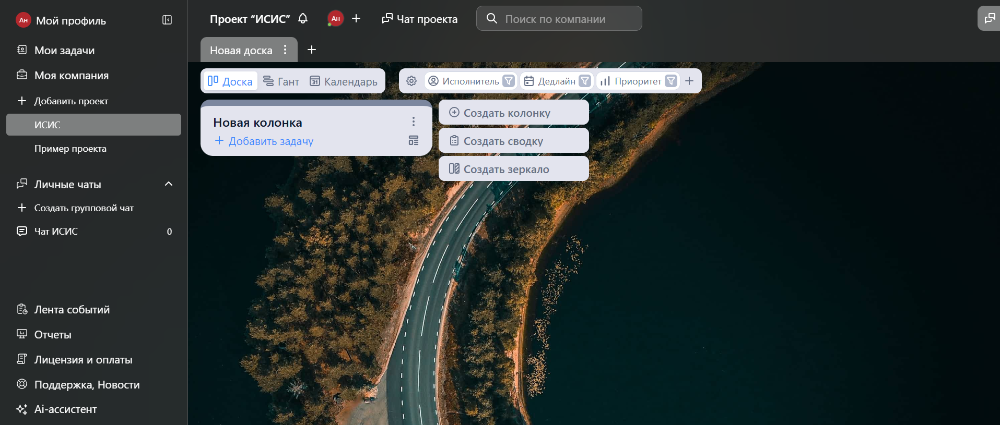 Ан Мой профиль
Мои задачи
Моя компания
Добавить проект
ИСИС
Пример проекта
Личные чаты
Создать групповой чат
Чат ИСИС 0
Лента событий
Отчеты
Лицензия и оплаты
Поддержка, Новости
Ai-ассистент
Проект “ИСИС” Ан Чат проекта Поиск по компании
Новая доска
Доска Гант 31 Календарь Исполнитель Дедлайн Приоритет
Новая колонка
Добавить задачу
Создать колонку
Создать сводку
Создать зеркало